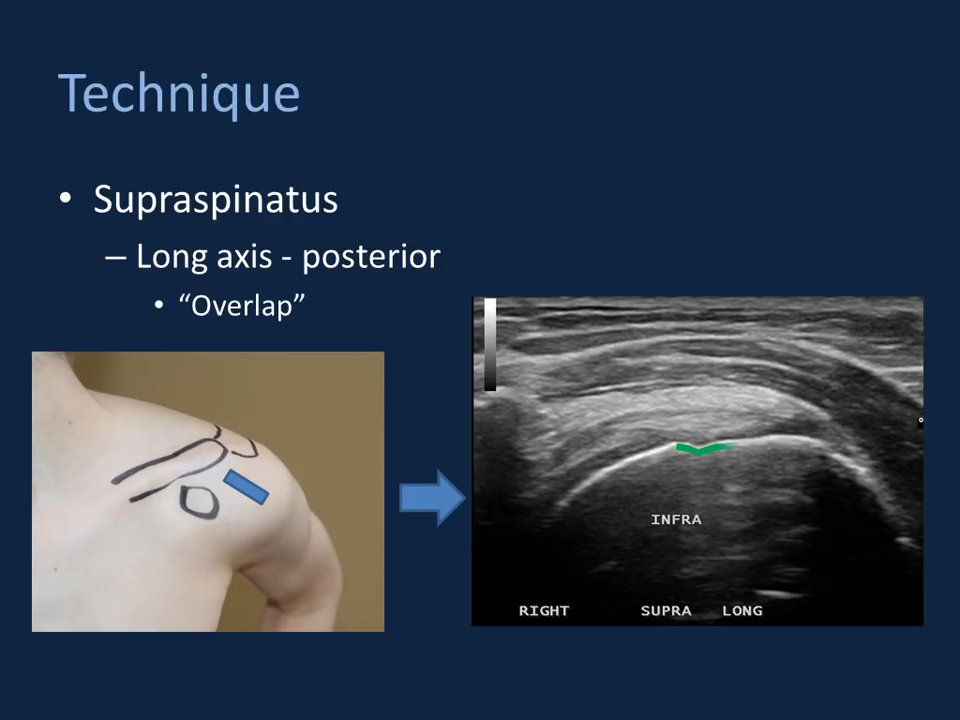 Technique
• Supraspinatus
– Long axis - posterior
• “Overlap”
INFRA
RIGHT SUPRA LONG